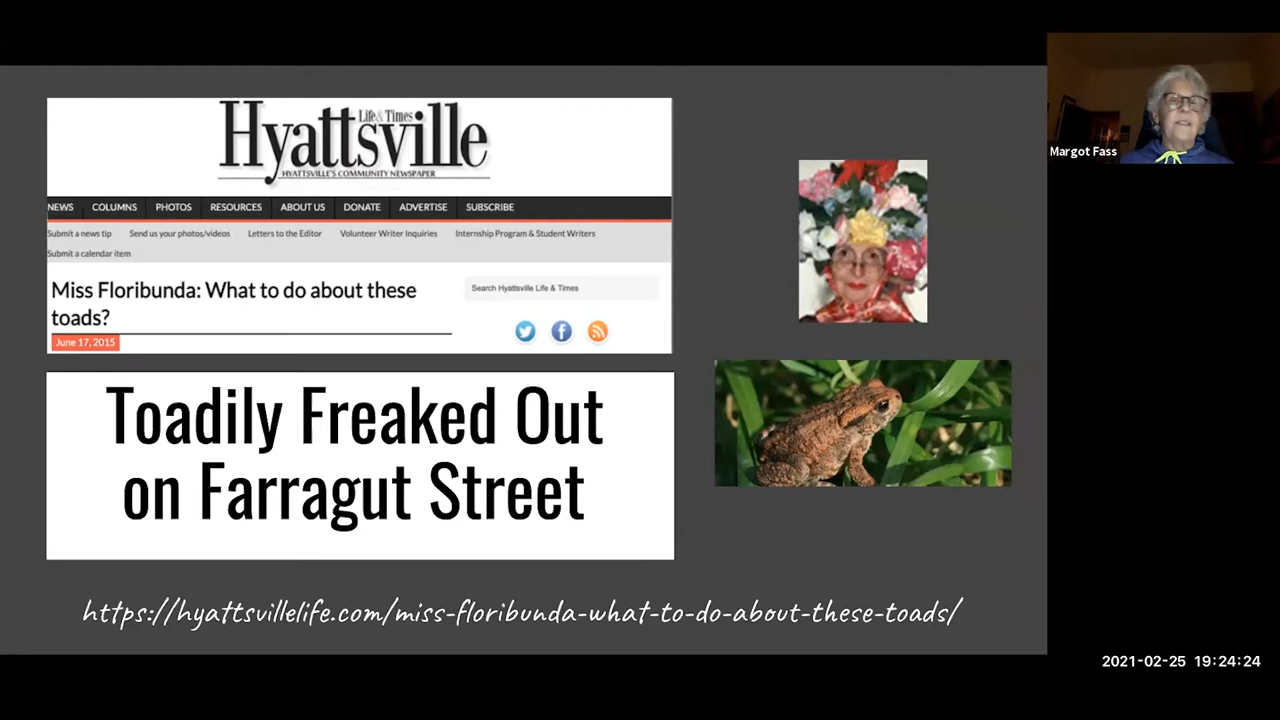 Life & Times
Hyattsville
HYATTSVILLE'S COMMUNITY NEWSPAPER
NEWS COLUMNS PHOTOS RESOURCES ABOUT US DONATE ADVERTISE SUBSCRIBE
Submit a news tip Send us your photos/videos Letters to the Editor Volunteer Writer Inquiries Internship Program & Student Writers
Submit a calendar item
Miss Floribunda: What to do about these
toads?
June 17, 2015
Search Hyattsville Life & Times
Toadily Freaked Out
on Farragut Street
https://hyattsvillelife.com/miss-floribunda-what-to-do-about-these-toads/
Margot Fass
2021-02-25 19:24:24